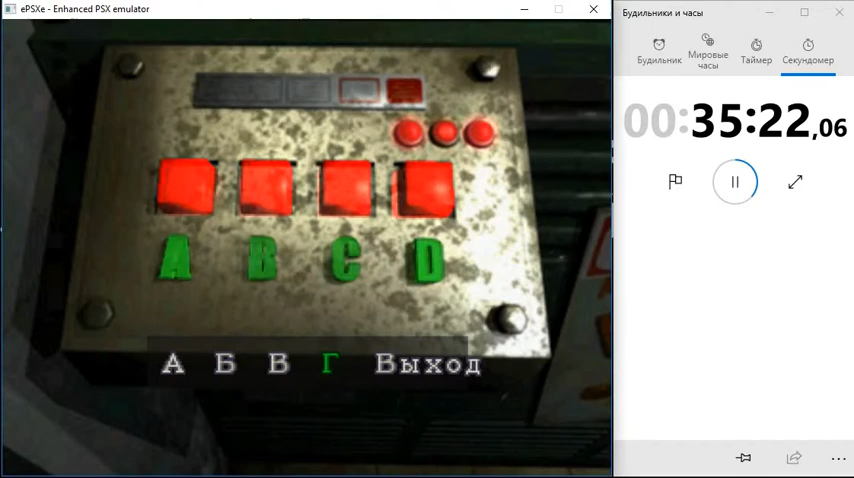 ePSXe - Enhanced PSX emulator
A B C D
А Б В Г Выход
Будильники и часы
Будильник
Мировые часы
Таймер
Секундомер
00:35:22,06